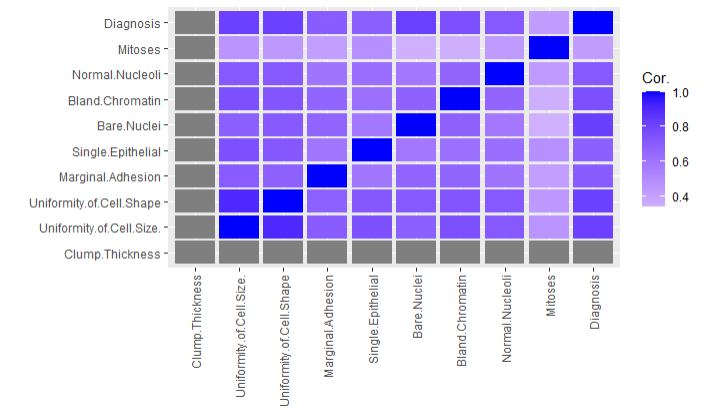 Diagnosis
Mitoses
Normal.Nucleoli
Bland.Chromatin
Bare.Nuclei
Single.Epithelial
Marginal.Adhesion
Uniformity.of.Cell.Shape
Uniformity.of.Cell.Size.
Clump.Thickness
Clump.Thickness
Uniformity.of.Cell.Size.
Uniformity.of.Cell.Shape
Marginal.Adhesion
Single.Epithelial
Bare.Nuclei
Bland.Chromatin
Normal.Nucleoli
Mitoses
Diagnosis
Cor.
1.0
0.8
0.6
0.4